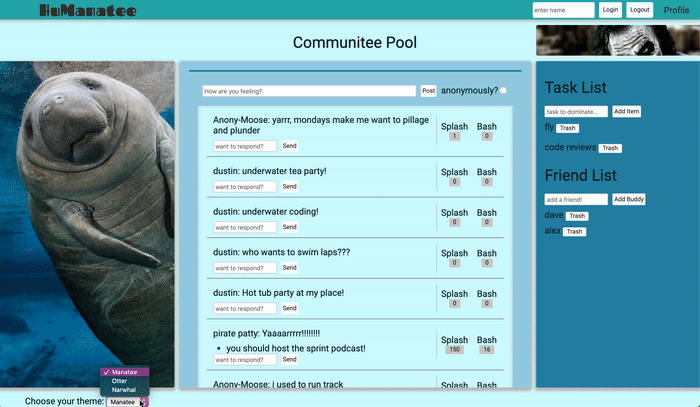 HuManatee
enter name
Login
Logout
Profile
Communitee Pool
How are you feeling?
Post
anonymously?
Anony-Moose: yarrr, mondays make me want to pillage
and plunder
Splash
Bash
1
0
want to respond?
Send
dustin: underwater tea party!
Splash
Bash
0
0
want to respond?
Send
dustin: underwater coding!
Splash
Bash
0
0
want to respond?
Send
dustin: who wants to swim laps???
Splash
Bash
0
0
want to respond?
Send
dustin: Hot tub party at my place!
Splash
Bash
0
0
want to respond?
Send
pirate patty: Yaaaarrrrr!!!!!!!!
Splash
Bash
150
16
you should host the sprint podcast!
want to respond?
Send
Anony-Moose: i used to run track
Splash
Bash
Task List
task to dominate...
Add Item
fly
Trash
code reviews
Trash
Friend List
add a friend!
Add Buddy
dave
Trash
alex
Trash
✓ Manatee
Otter
Narwhal
Choose your theme:
Manatee